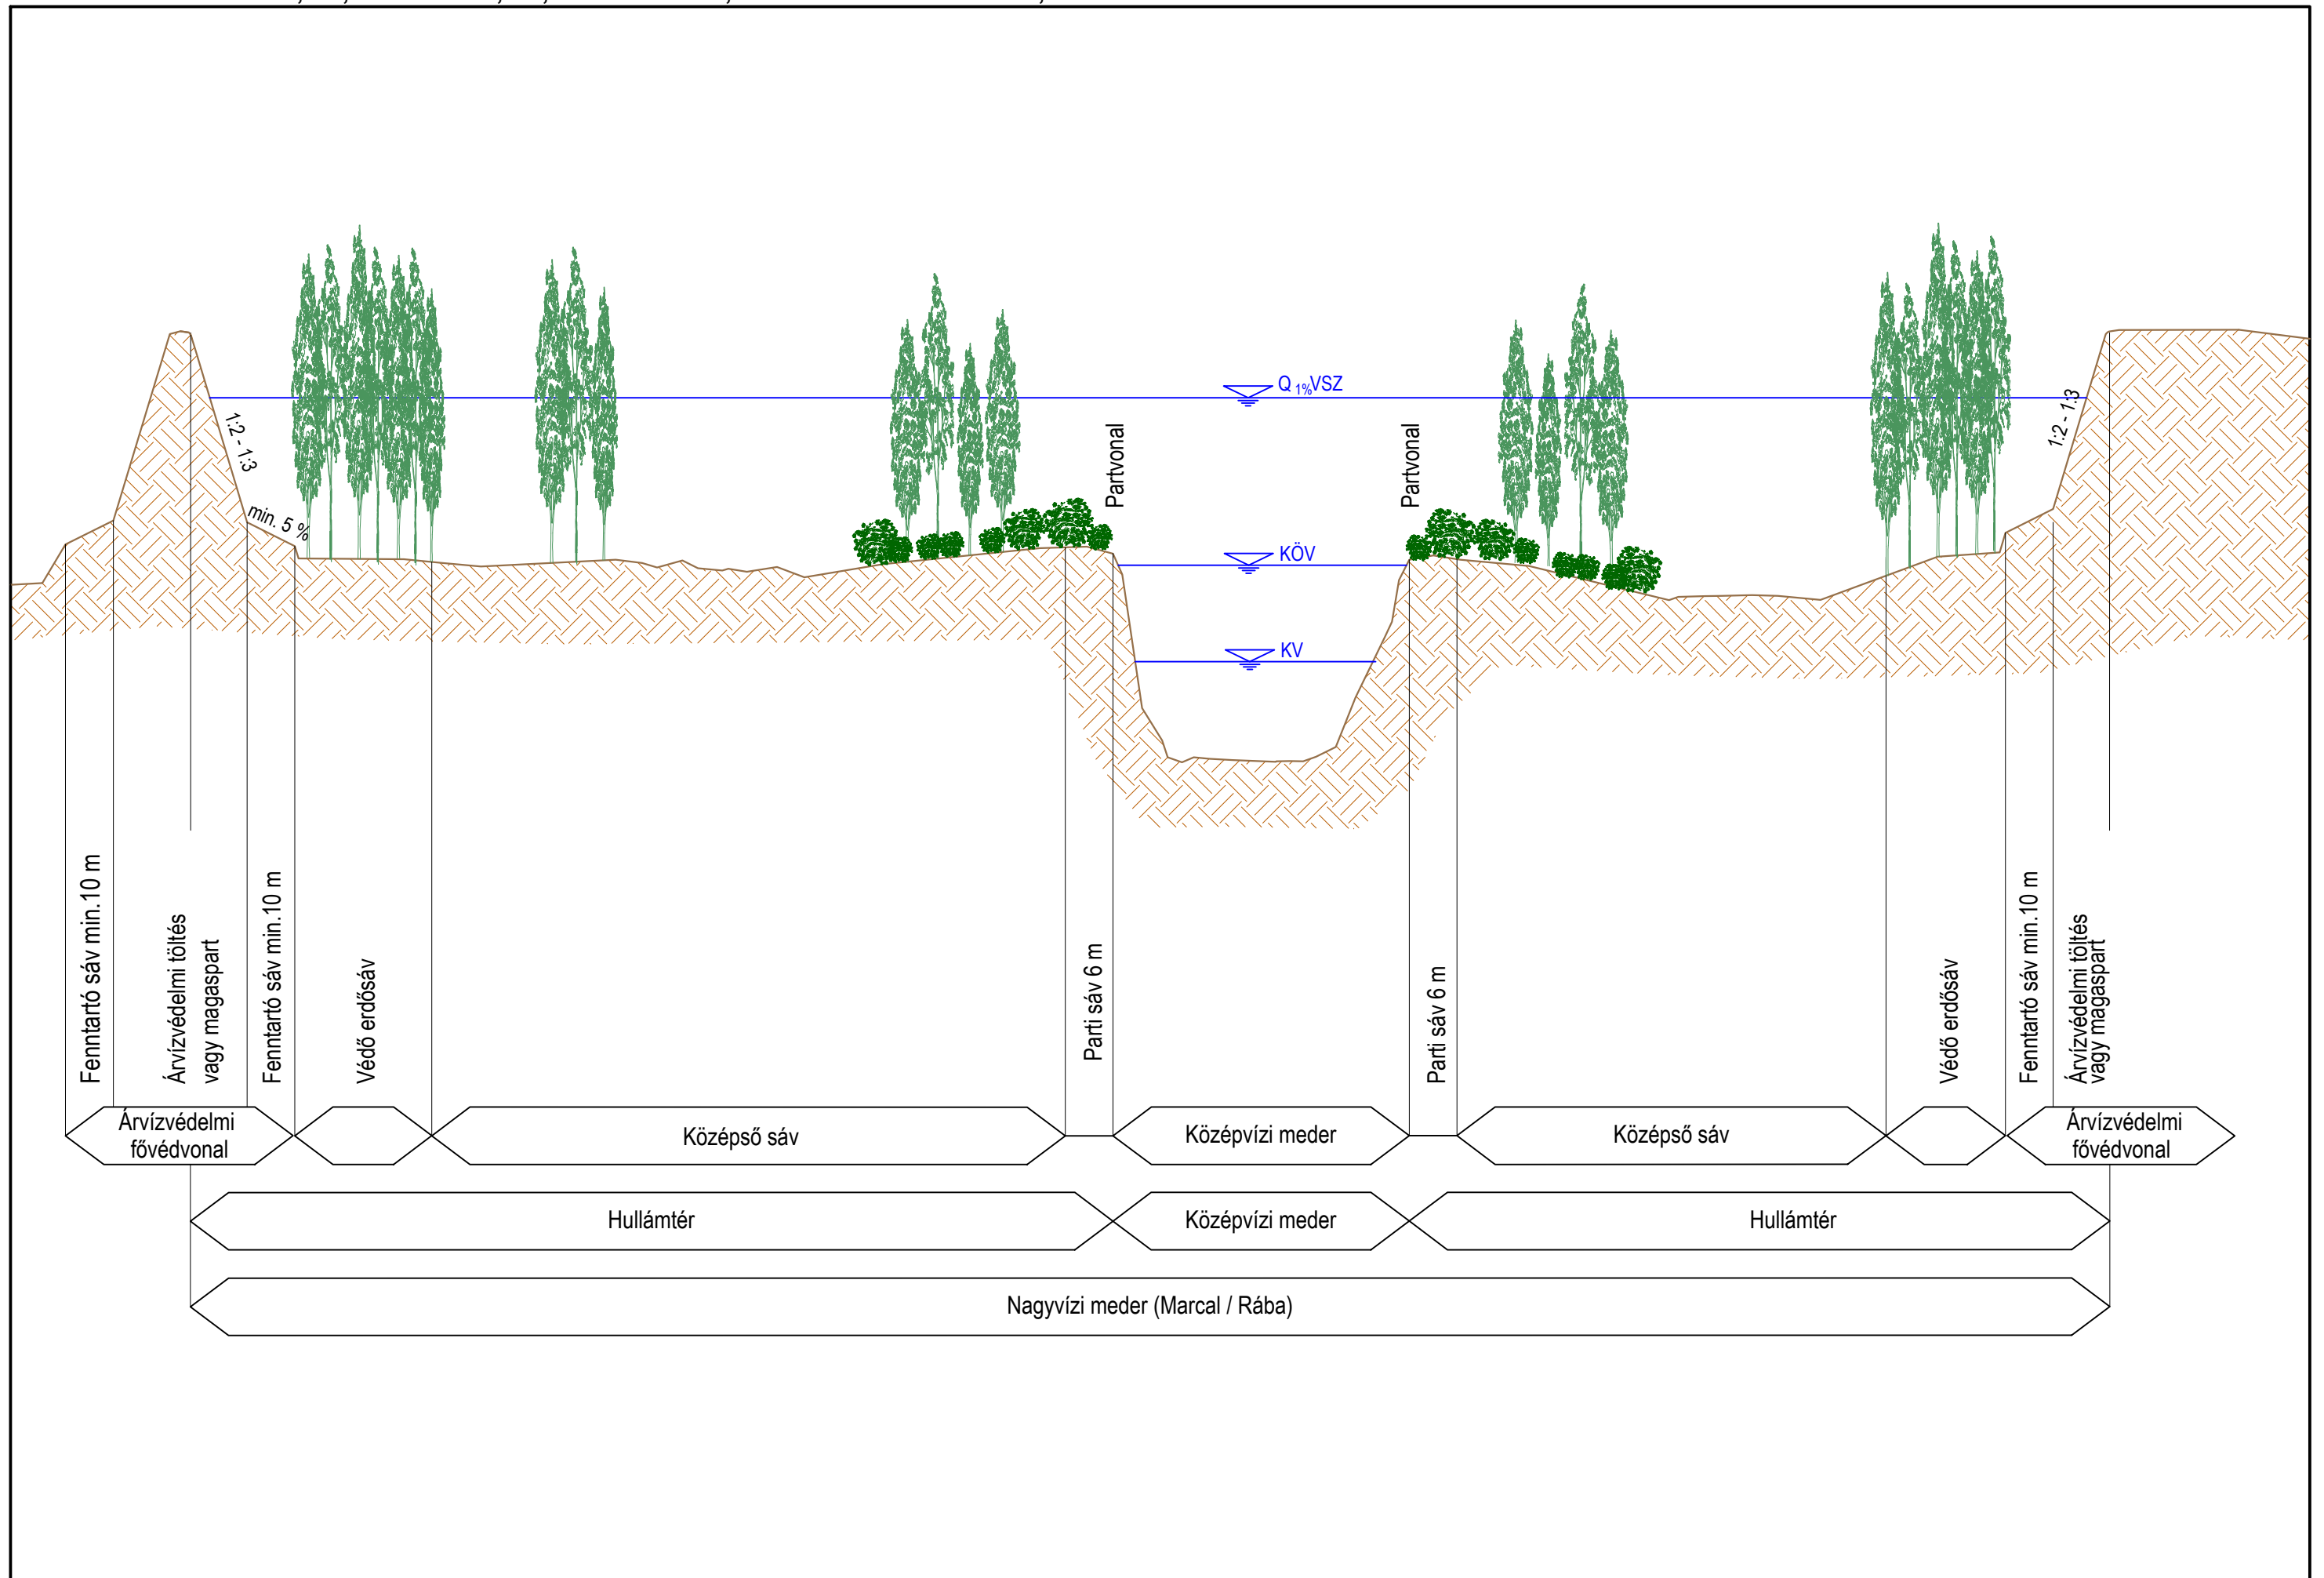 Q 1%VSZ
1:2 - 1:3
1:2 - 1:3
Partvonal
Partvonal
min. 5 %
KÖV
KV
Fenntartó sáv min.10 m
Árvízvédelmi töltés
vagy magaspart
Fenntartó sáv min.10 m
Védő erdősáv
Parti sáv 6 m
Parti sáv 6 m
Védő erdősáv
Fenntartó sáv min.10 m
Árvízvédelmi töltés
vagy magaspart
Árvízvédelmi
fővédvonal
Középső sáv
Középvízi meder
Középső sáv
Árvízvédelmi
fővédvonal
Hullámtér
Középvízi meder
Hullámtér
Nagyvízi meder (Marcal / Rába)